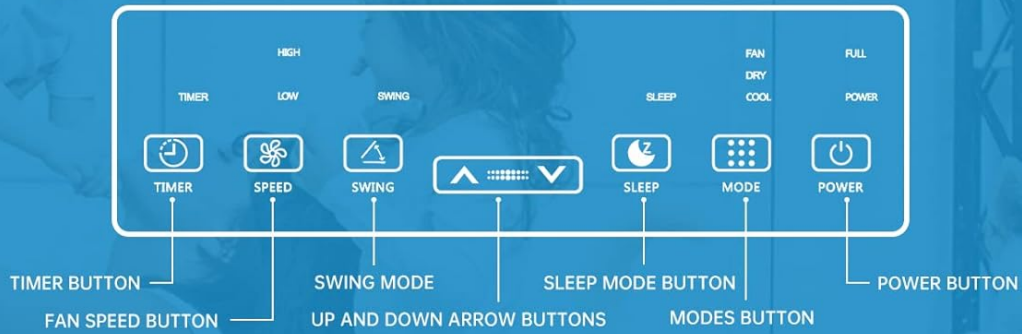 HIGH
FAN
FULL
DRY
TIMER
LOW
SWING
SLEEP
COOL
POWER
Z
TIMER
SPEED
SWING
SLEEP
MODE
POWER
TIMER BUTTON
SWING MODE
SLEEP MODE BUTTON
POWER BUTTON
FAN SPEED BUTTON
UP AND DOWN ARROW BUTTONS
MODES BUTTON